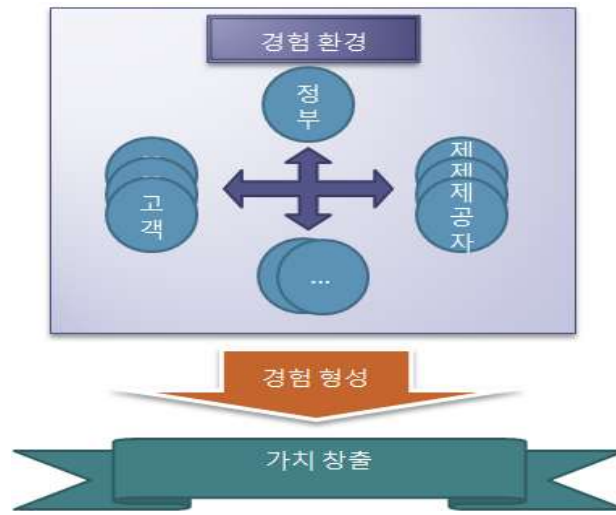 경험 환경
정
부
고
객
제
제
제
공
자
...
경험 형성
가치 창출